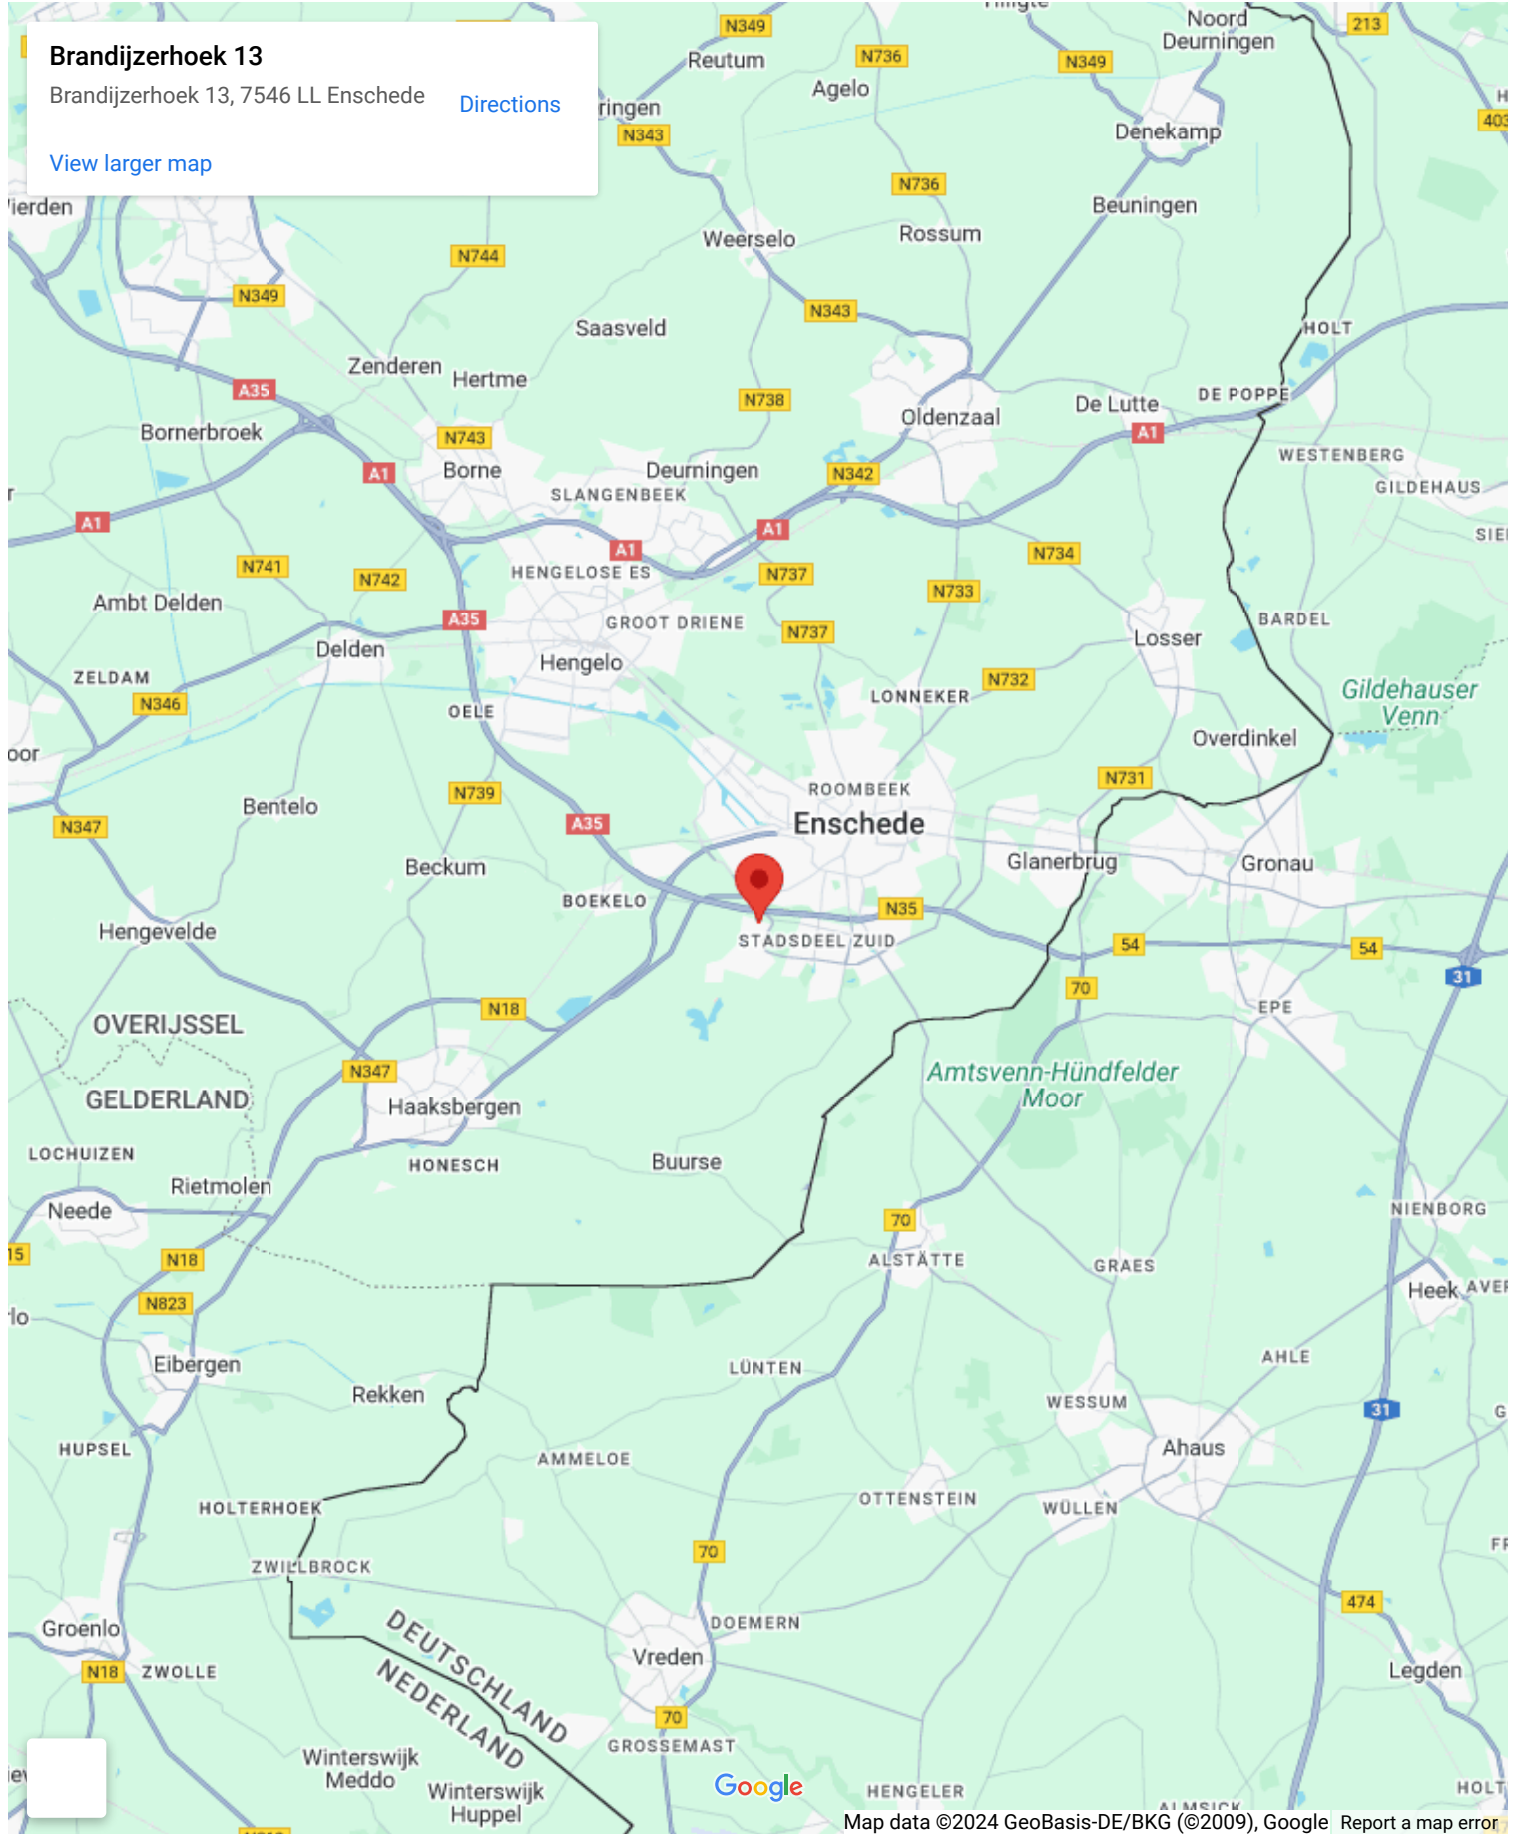 Brandijzerhoek 13
Brandijzerhoek 13, 7546 LL Enschede
Directions
View larger map
N349
Reutum
N736
Agelo
N349
Noord
Deurningen
213
N343
Denekamp
403
N736
Beuningen
Weerselo
Rossum
N744
N349
N343
Saasveld
HOLT
Zenderen
Hertme
A35
N738
DE POPPE
De Lutte
Oldenzaal
A1
Bornerbroek
N743
Borne
A1
Deurningen
N342
WESTENBERG
SLANGENBEEK
GILDEHAUS
A1
A1
A1
N734
N741
N742
HENGELOSE ES
N737
N733
Ambt Delden
A35
GROOT DRIENE
N737
BARDEL
Losser
Delden
Hengelo
ZELDAM
N346
N732
LONNEKER
Gildehauser
Venn
OELE
Overdinkel
N739
N731
ROOMBEEK
Bentelo
N347
A35
Enschede
Beckum
Glanerbrug
Gronau
BOEKELO
N35
Hengevelde
STADSDEEL ZUID
54
54
31
70
N18
EPE
OVERIJSSEL
N347
Amtsvenn-Hündfelder
Moor
GELDERLAND
Haaksbergen
LOCHUIZEN
HONESCH
Buurse
Rietmolen
Neede
NIENBORG
70
15
N18
ALSTÄTTE
GRAES
Heek
N823
Eibergen
LÜNTEN
AHLE
Rekken
WESSUM
31
HUPSEL
Ahaus
AMMELOE
HOLTERHOEK
OTTENSTEIN
WÜLLEN
70
ZWILLBROCK
474
Groenlo
DOEMERN
DEUTSCHLAND
NEDERLAND
Vreden
N18
ZWOLLE
Legden
70
GROSSEMAST
Winterswijk
Meddo
Winterswijk
Huppel
Google
HENGELER
Map data ©2024 GeoBasis-DE/BKG (©2009), Google
Report a map error